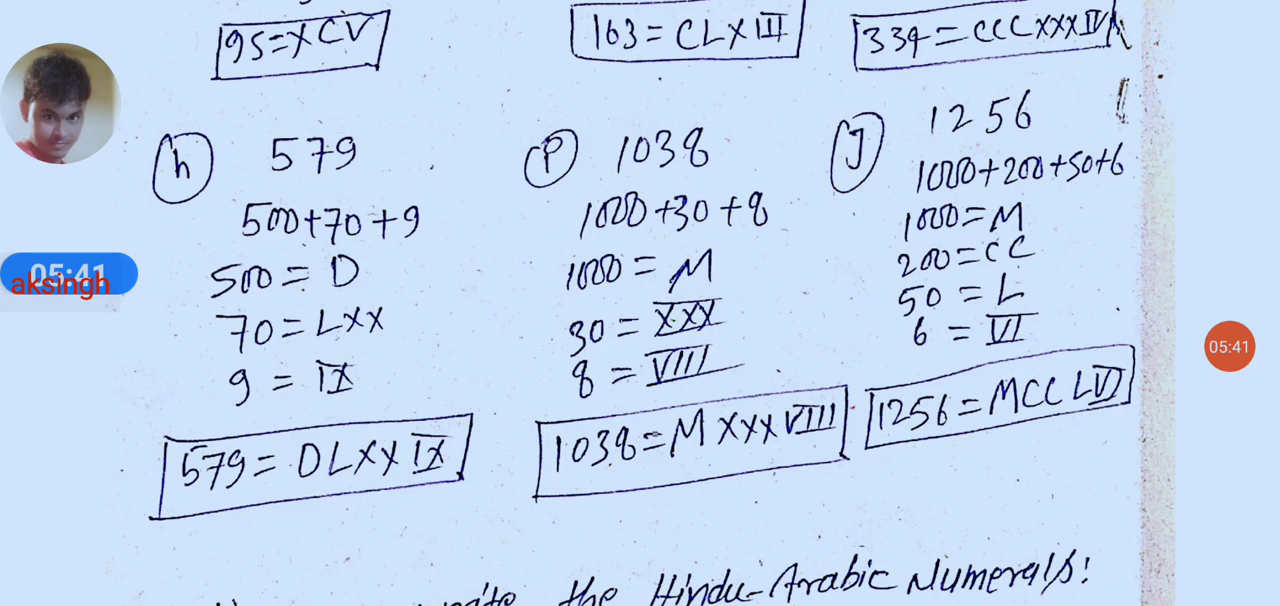 95=XCV
163=CLXIII
334=CCCXXXIV
h
579
500+70+9
500=D
70=LXX
9=IX
579=DLXXIX
P
1038
1000+30+8
1000=M
30=XXX
8=VIII
1038=MXXXVIII
J
1256
1000+200+50+6
1000=M
200=CC
50=L
6=VI
1256=MCCLVI
05:41
aksingh
05:41
the Hindu-Arabic Numerals: